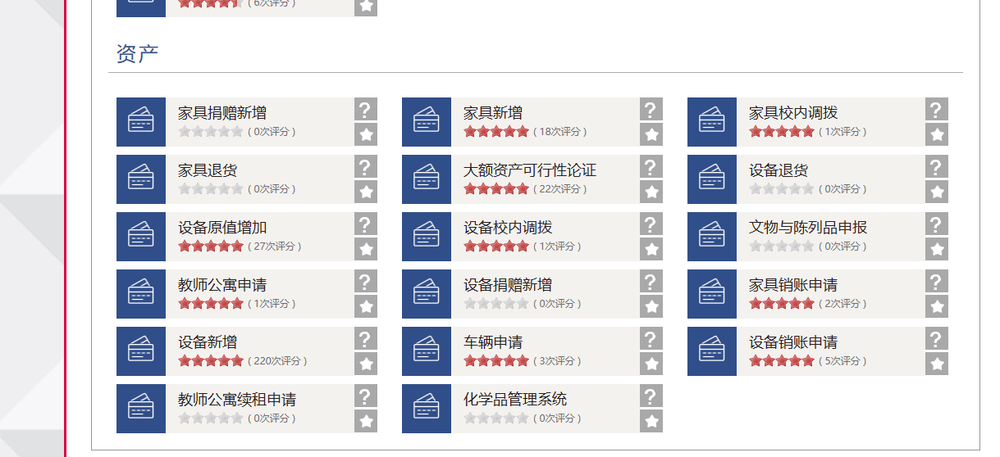 ( 6次评分 )
资产
家具捐赠新增
( 0次评分 )
家具新增
( 18次评分 )
家具校内调拨
( 1次评分 )
家具退货
( 0次评分 )
大额资产可行性论证
( 22次评分 )
设备退货
( 0次评分 )
设备原值增加
( 27次评分 )
设备校内调拨
( 1次评分 )
文物与陈列品申报
( 0次评分 )
教师公寓申请
( 1次评分 )
设备捐赠新增
( 0次评分 )
家具销账申请
( 2次评分 )
设备新增
( 220次评分 )
车辆申请
( 3次评分 )
设备销账申请
( 5次评分 )
教师公寓续租申请
( 0次评分 )
化学品管理系统
( 0次评分 )